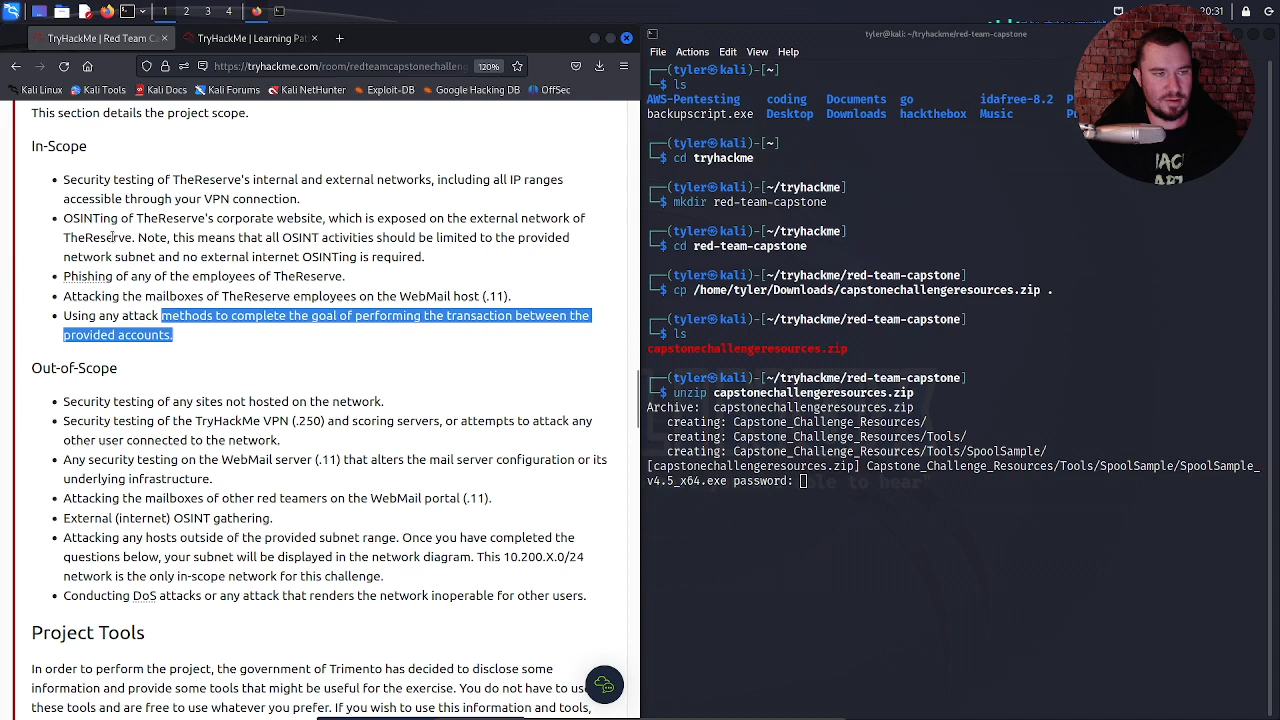 1
2
3
4
20:31
TryHackMe | Red Team Ca
TryHackMe | Learning Pat
https://tryhackme.com/room/redteamcapstonechalleng
120%
Kali Linux
Kali Tools
Kali Docs
Kali Forums
Kali NetHunter
Exploit-DB
Google Hacking DB
OffSec
This section details the project scope.
In-Scope
Security testing of TheReserve's internal and external networks, including all IP ranges
accessible through your VPN connection.
OSINTing of TheReserve's corporate website, which is exposed on the external network of
TheReserve. Note, this means that all OSINT activities should be limited to the provided
network subnet and no external internet OSINTing is required.
Phishing of any of the employees of TheReserve.
Attacking the mailboxes of TheReserve employees on the WebMail host (.11).
Using any attack methods to complete the goal of performing the transaction between the
provided accounts.
Out-of-Scope
Security testing of any sites not hosted on the network.
Security testing of the TryHackMe VPN (.250) and scoring servers, or attempts to attack any
other user connected to the network.
Any security testing on the WebMail server (.11) that alters the mail server configuration or its
underlying infrastructure.
Attacking the mailboxes of other red teamers on the WebMail portal (.11).
External (internet) OSINT gathering.
Attacking any hosts outside of the provided subnet range. Once you have completed the
questions below, your subnet will be displayed in the network diagram. This 10.200.X.0/24
network is the only in-scope network for this challenge.
Conducting DoS attacks or any attack that renders the network inoperable for other users.
Project Tools
In order to perform the project, the government of Trimento has decided to disclose some
information and provide some tools that might be useful for the exercise. You do not have to use
these tools and are free to use whatever you prefer. If you wish to use this information and tools,
tyler@kali: ~/tryhackme/red-team-capstone
File Actions Edit View Help
(tyler㉿kali)-[~]
$ ls
AWS-Pentesting coding Documents go idafree-8.2
backupscript.exe Desktop Downloads hackthebox Music
(tyler㉿kali)-[~]
$ cd tryhackme
(tyler㉿kali)-[~/tryhackme]
$ mkdir red-team-capstone
(tyler㉿kali)-[~/tryhackme]
$ cd red-team-capstone
(tyler㉿kali)-[~/tryhackme/red-team-capstone]
$ cp /home/tyler/Downloads/capstonechallengeresources.zip .
(tyler㉿kali)-[~/tryhackme/red-team-capstone]
$ ls
capstonechallengeresources.zip
(tyler㉿kali)-[~/tryhackme/red-team-capstone]
$ unzip capstonechallengeresources.zip
Archive: capstonechallengeresources.zip
creating: Capstone_Challenge_Resources/
creating: Capstone_Challenge_Resources/Tools/
creating: Capstone_Challenge_Resources/Tools/SpoolSample/
[capstonechallengeresources.zip] Capstone_Challenge_Resources/Tools/SpoolSample/SpoolSample_
v4.5_x64.exe password:
to hear"